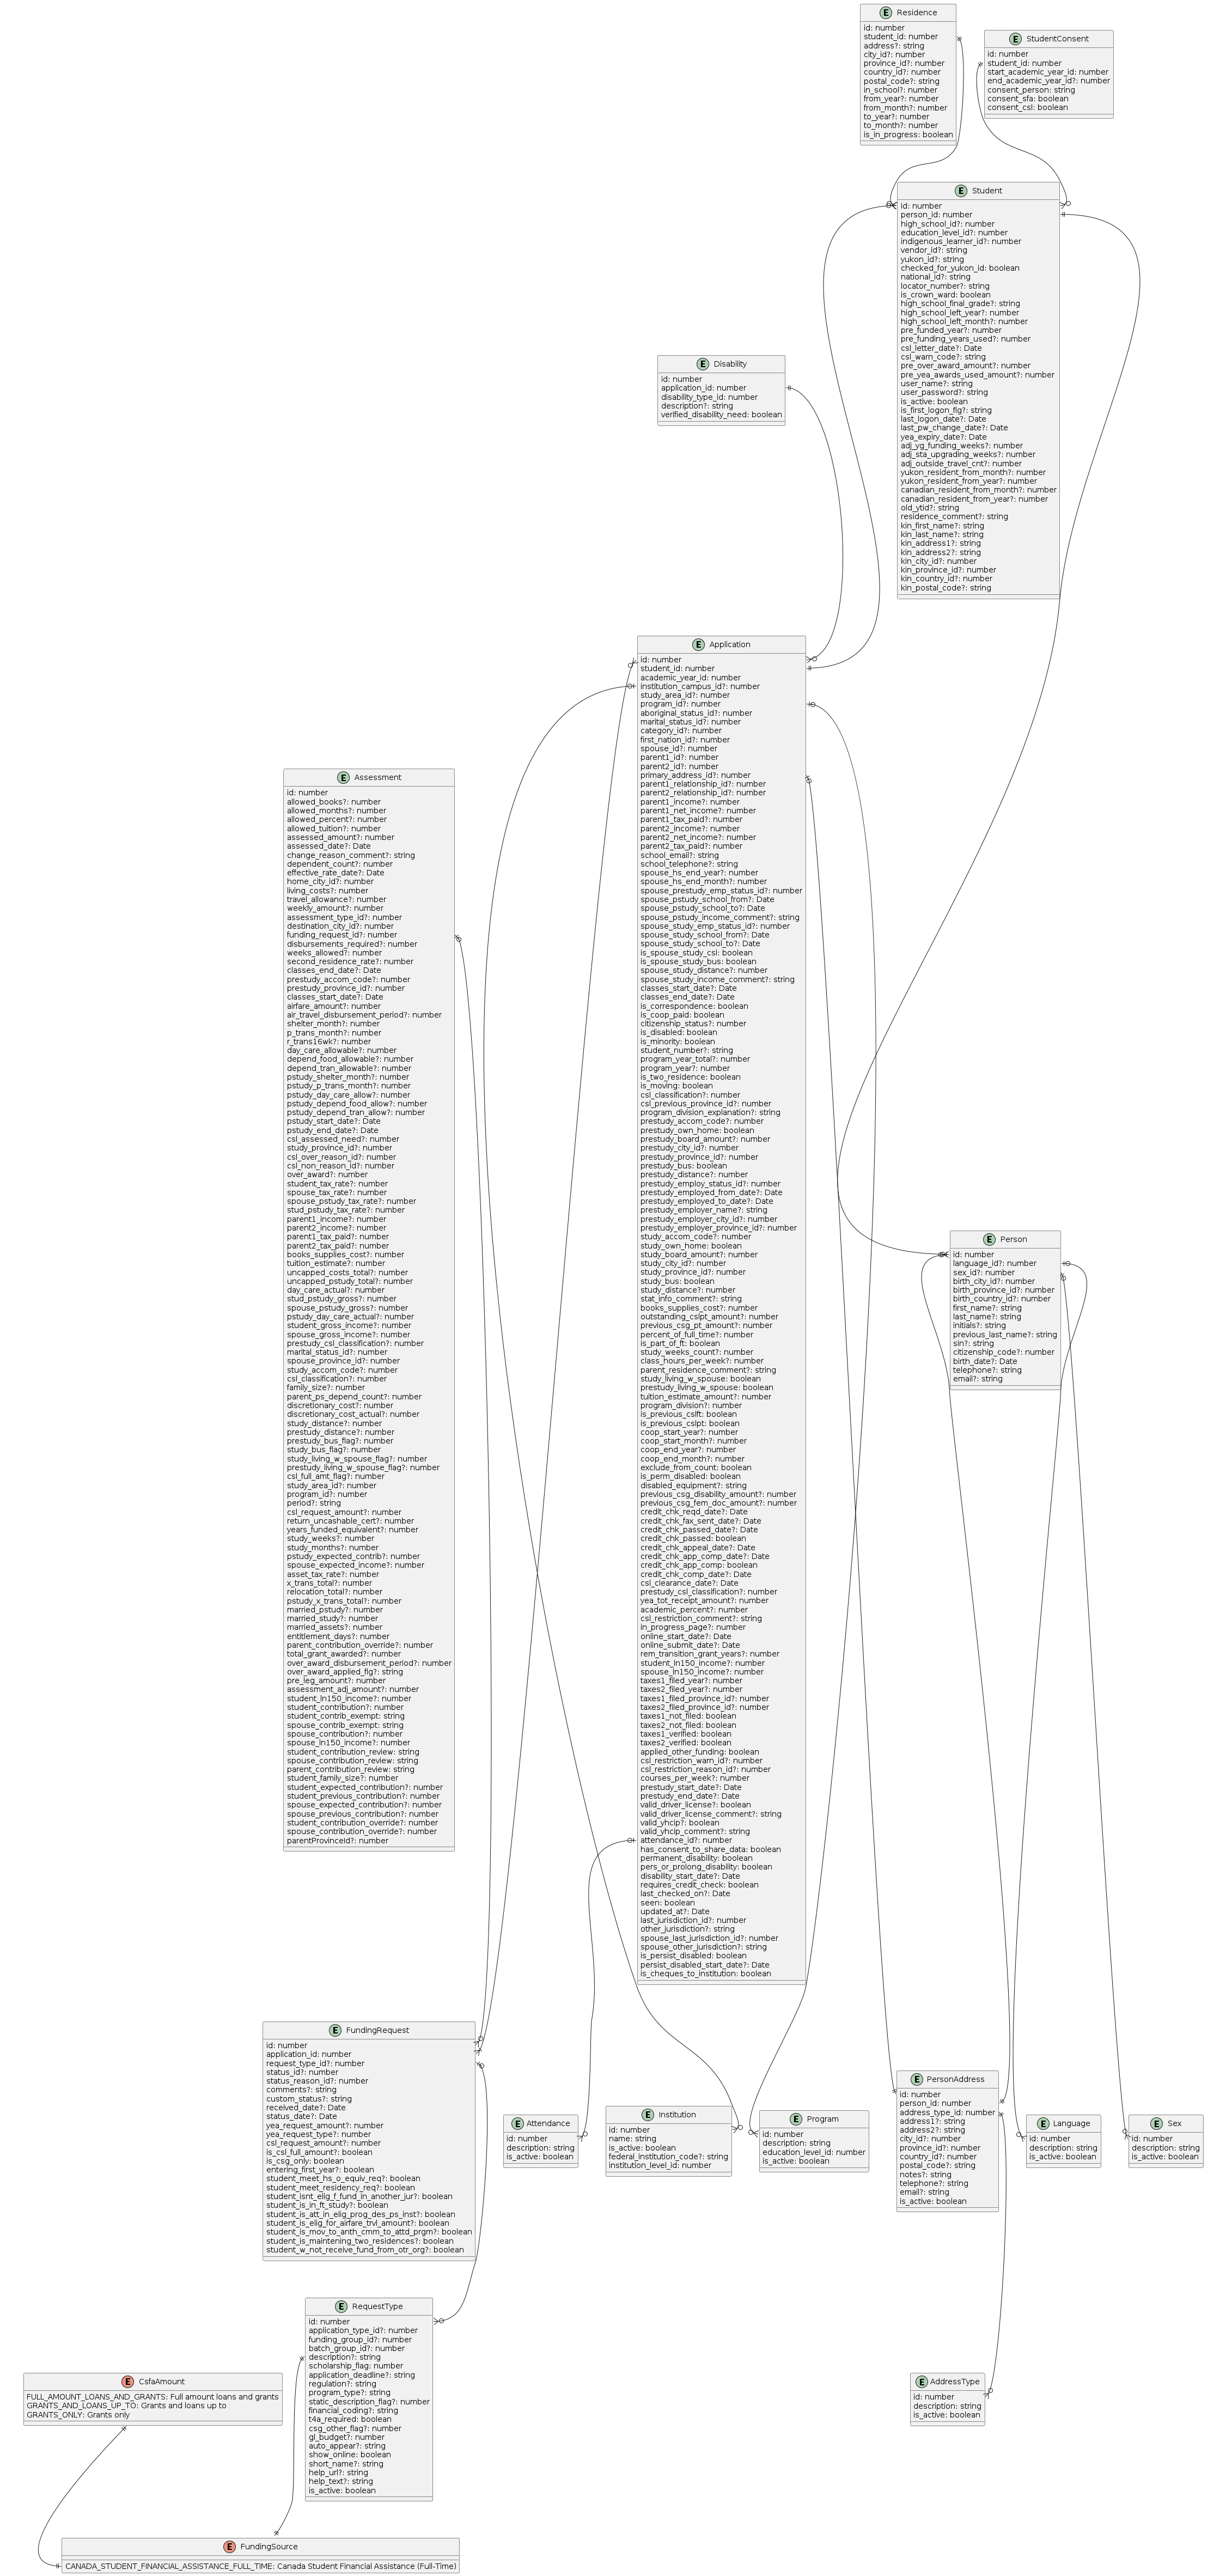 E Residence
id: number
student_id: number
address?: string
city_id?: number
province_id?: number
country_id?: number
postal_code?: string
in_school?: number
from_year?: number
from_month?: number
to_year?: number
to_month?: number
is_in_progress: boolean
E StudentConsent
id: number
student_id: number
start_academic_year_id: number
end_academic_year_id?: number
consent_person: string
consent_sfa: boolean
consent_csl: boolean
E Student
id: number
person_id: number
high_school_id?: number
education_level_id?: number
indigenous_learner_id?: number
vendor_id?: string
yukon_id?: string
checked_for_yukon_id: boolean
national_id?: string
locator_number?: string
is_crown_ward: boolean
high_school_final_grade?: string
high_school_left_year?: number
high_school_left_month?: number
pre_funded_year?: number
pre_funding_years_used?: number
csl_letter_date?: Date
csl_warn_code?: string
pre_over_award_amount?: number
pre_yea_awards_used_amount?: number
user_name?: string
user_password?: string
is_active: boolean
is_first_logon_flg?: string
last_logon_date?: Date
last_pw_change_date?: Date
yea_expiry_date?: Date
adj_yg_funding_weeks?: number
adj_sta_upgrading_weeks?: number
adj_outside_travel_cnt?: number
yukon_resident_from_month?: number
yukon_resident_from_year?: number
canadian_resident_from_month?: number
canadian_resident_from_year?: number
old_ytid?: string
residence_comment?: string
kin_first_name?: string
kin_last_name?: string
kin_address1?: string
kin_address2?: string
kin_city_id?: number
kin_province_id?: number
kin_country_id?: number
kin_postal_code?: string
E Disability
id: number
application_id: number
disability_type_id: number
description?: string
verified_disability_need: boolean
E Application
id: number
student_id: number
academic_year_id: number
institution_campus_id?: number
study_area_id?: number
program_id?: number
aboriginal_status_id?: number
marital_status_id?: number
category_id?: number
first_nation_id?: number
spouse_id?: number
parent1_id?: number
parent2_id?: number
primary_address_id?: number
parent1_relationship_id?: number
parent2_relationship_id?: number
parent1_income?: number
parent1_net_income?: number
parent1_tax_paid?: number
parent2_income?: number
parent2_net_income?: number
parent2_tax_paid?: number
school_email?: string
school_telephone?: string
spouse_hs_end_year?: number
spouse_hs_end_month?: number
spouse_prestudy_emp_status_id?: number
spouse_pstudy_school_from?: Date
spouse_pstudy_school_to?: Date
spouse_pstudy_income_comment?: string
spouse_study_emp_status_id?: number
spouse_study_school_from?: Date
spouse_study_school_to?: Date
is_spouse_study_csl: boolean
is_spouse_study_bus: boolean
spouse_study_distance?: number
spouse_study_income_comment?: string
classes_start_date?: Date
classes_end_date?: Date
is_correspondence: boolean
is_coop_paid: boolean
citizenship_status?: number
is_disabled: boolean
is_minority: boolean
student_number?: string
program_year_total?: number
program_year?: number
is_two_residence: boolean
is_moving: boolean
csl_classification?: number
csl_previous_province_id?: number
program_division_explanation?: string
prestudy_accom_code?: number
prestudy_own_home: boolean
prestudy_board_amount?: number
prestudy_city_id?: number
prestudy_province_id?: number
prestudy_bus: boolean
prestudy_distance?: number
prestudy_employ_status_id?: number
prestudy_employed_from_date?: Date
prestudy_employed_to_date?: Date
prestudy_employer_name?: string
prestudy_employer_city_id?: number
prestudy_employer_province_id?: number
study_accom_code?: number
study_own_home: boolean
study_board_amount?: number
study_city_id?: number
study_province_id?: number
study_bus: boolean
study_distance?: number
stat_info_comment?: string
books_supplies_cost?: number
outstanding_cslpt_amount?: number
previous_csg_pt_amount?: number
percent_of_full_time?: number
is_part_of_ft: boolean
study_weeks_count?: number
class_hours_per_week?: number
parent_residence_comment?: string
study_living_w_spouse: boolean
prestudy_living_w_spouse: boolean
tuition_estimate_amount?: number
program_division?: number
is_previous_cslft: boolean
is_previous_cslpt: boolean
coop_start_year?: number
coop_start_month?: number
coop_end_year?: number
coop_end_month?: number
exclude_from_count: boolean
is_perm_disabled: boolean
disabled_equipment?: string
previous_csg_disability_amount?: number
previous_csg_fem_doc_amount?: number
credit_chk_reqd_date?: Date
credit_chk_fax_sent_date?: Date
credit_chk_passed_date?: Date
credit_chk_passed: boolean
credit_chk_appeal_date?: Date
credit_chk_app_comp_date?: Date
credit_chk_app_comp: boolean
credit_chk_comp_date?: Date
csl_clearance_date?: Date
prestudy_csl_classification?: number
yea_tot_receipt_amount?: number
academic_percent?: number
csl_restriction_comment?: string
in_progress_page?: number
online_start_date?: Date
online_submit_date?: Date
rem_transition_grant_years?: number
student_ln150_income?: number
spouse_ln150_income?: number
taxes1_filed_year?: number
taxes2_filed_year?: number
taxes1_filed_province_id?: number
taxes2_filed_province_id?: number
taxes1_not_filed: boolean
taxes2_not_filed: boolean
taxes1_verified: boolean
taxes2_verified: boolean
applied_other_funding: boolean
csl_restriction_warn_id?: number
csl_restriction_reason_id?: number
courses_per_week?: number
prestudy_start_date?: Date
prestudy_end_date?: Date
valid_driver_license?: boolean
valid_driver_license_comment?: string
valid_yhcip?: boolean
valid_yhcip_comment?: string
attendance_id?: number
has_consent_to_share_data: boolean
permanent_disability: boolean
pers_or_prolong_disability: boolean
disability_start_date?: Date
requires_credit_check: boolean
last_checked_on?: Date
seen: boolean
updated_at?: Date
last_jurisdiction_id?: number
other_jurisdiction?: string
spouse_last_jurisdiction_id?: number
spouse_other_jurisdiction?: string
is_persist_disabled: boolean
persist_disabled_start_date?: Date
is_cheques_to_institution: boolean
E Assessment
id: number
allowed_books?: number
allowed_months?: number
allowed_percent?: number
allowed_tuition?: number
assessed_amount?: number
assessed_date?: Date
change_reason_comment?: string
dependent_count?: number
effective_rate_date?: Date
home_city_id?: number
living_costs?: number
travel_allowance?: number
weekly_amount?: number
assessment_type_id?: number
destination_city_id?: number
funding_request_id?: number
disbursements_required?: number
weeks_allowed?: number
second_residence_rate?: number
classes_end_date?: Date
prestudy_accom_code?: number
prestudy_province_id?: number
classes_start_date?: Date
airfare_amount?: number
air_travel_disbursement_period?: number
shelter_month?: number
p_trans_month?: number
r_trans16wk?: number
day_care_allowable?: number
depend_food_allowable?: number
depend_tran_allowable?: number
pstudy_shelter_month?: number
pstudy_p_trans_month?: number
pstudy_day_care_allow?: number
pstudy_depend_food_allow?: number
pstudy_depend_tran_allow?: number
pstudy_start_date?: Date
pstudy_end_date?: Date
csl_assessed_need?: number
study_province_id?: number
csl_over_reason_id?: number
csl_non_reason_id?: number
over_award?: number
student_tax_rate?: number
spouse_tax_rate?: number
spouse_pstudy_tax_rate?: number
stud_pstudy_tax_rate?: number
parent1_income?: number
parent2_income?: number
parent1_tax_paid?: number
parent2_tax_paid?: number
books_supplies_cost?: number
tuition_estimate?: number
uncapped_costs_total?: number
uncapped_pstudy_total?: number
day_care_actual?: number
stud_pstudy_gross?: number
spouse_pstudy_gross?: number
pstudy_day_care_actual?: number
student_gross_income?: number
spouse_gross_income?: number
prestudy_csl_classification?: number
marital_status_id?: number
spouse_province_id?: number
study_accom_code?: number
csl_classification?: number
family_size?: number
parent_ps_depend_count?: number
discretionary_cost?: number
discretionary_cost_actual?: number
study_distance?: number
prestudy_distance?: number
prestudy_bus_flag?: number
study_bus_flag?: number
study_living_w_spouse_flag?: number
prestudy_living_w_spouse_flag?: number
csl_full_amt_flag?: number
study_area_id?: number
program_id?: number
period?: string
csl_request_amount?: number
return_uncashable_cert?: number
years_funded_equivalent?: number
study_weeks?: number
study_months?: number
pstudy_expected_contrib?: number
spouse_expected_income?: number
asset_tax_rate?: number
x_trans_total?: number
relocation_total?: number
pstudy_x_trans_total?: number
married_pstudy?: number
married_study?: number
married_assets?: number
entitlement_days?: number
parent_contribution_override?: number
total_grant_awarded?: number
over_award_disbursement_period?: number
over_award_applied_flg?: string
pre_leg_amount?: number
assessment_adj_amount?: number
student_ln150_income?: number
student_contribution?: number
student_contrib_exempt: string
spouse_contrib_exempt: string
spouse_contribution?: number
spouse_ln150_income?: number
student_contribution_review: string
spouse_contribution_review: string
parent_contribution_review: string
student_family_size?: number
student_expected_contribution?: number
student_previous_contribution?: number
spouse_expected_contribution?: number
spouse_previous_contribution?: number
student_contribution_override?: number
spouse_contribution_override?: number
parentProvinceId?: number
E Person
id: number
language_id?: number
sex_id?: number
birth_city_id?: number
birth_province_id?: number
birth_country_id?: number
first_name?: string
last_name?: string
initials?: string
previous_last_name?: string
sin?: string
citizenship_code?: number
birth_date?: Date
telephone?: string
email?: string
E FundingRequest
id: number
application_id: number
request_type_id?: number
status_id?: number
status_reason_id?: number
comments?: string
custom_status?: string
received_date?: Date
status_date?: Date
yea_request_amount?: number
yea_request_type?: number
csl_request_amount?: number
is_csl_full_amount?: boolean
is_csg_only: boolean
entering_first_year?: boolean
student_meet_hs_o_equiv_req?: boolean
student_meet_residency_req?: boolean
student_isnt_elig_f_fund_in_another_jur?: boolean
student_is_in_ft_study?: boolean
student_is_att_in_elig_prog_des_ps_inst?: boolean
student_is_elig_for_airfare_trvl_amount?: boolean
student_is_mov_to_anth_cmm_to_attd_prgm?: boolean
student_is_maintening_two_residences?: boolean
student_w_not_receive_fund_from_otr_org?: boolean
E Attendance
id: number
description: string
is_active: boolean
E Institution
id: number
name: string
is_active: boolean
federal_institution_code?: string
institution_level_id: number
E Program
id: number
description: string
education_level_id: number
is_active: boolean
E PersonAddress
id: number
person_id: number
address_type_id: number
address1?: string
address2?: string
city_id?: number
province_id?: number
country_id?: number
postal_code?: string
notes?: string
telephone?: string
email?: string
is_active: boolean
E Language
id: number
description: string
is_active: boolean
E Sex
id: number
description: string
is_active: boolean
E RequestType
id: number
application_type_id?: number
funding_group_id?: number
batch_group_id?: number
description?: string
scholarship_flag: number
application_deadline?: string
regulation?: string
program_type?: string
static_description_flag?: number
financial_coding?: string
t4a_required: boolean
csg_other_flag?: number
gl_budget?: number
auto_appear?: string
show_online: boolean
short_name?: string
help_url?: string
help_text?: string
is_active: boolean
E CsfaAmount
FULL_AMOUNT_LOANS_AND_GRANTS: Full amount loans and grants
GRANTS_AND_LOANS_UP_TO: Grants and loans up to
GRANTS_ONLY: Grants only
E AddressType
id: number
description: string
is_active: boolean
E FundingSource
CANADA_STUDENT_FINANCIAL_ASSISTANCE_FULL_TIME: Canada Student Financial Assistance (Full-Time)